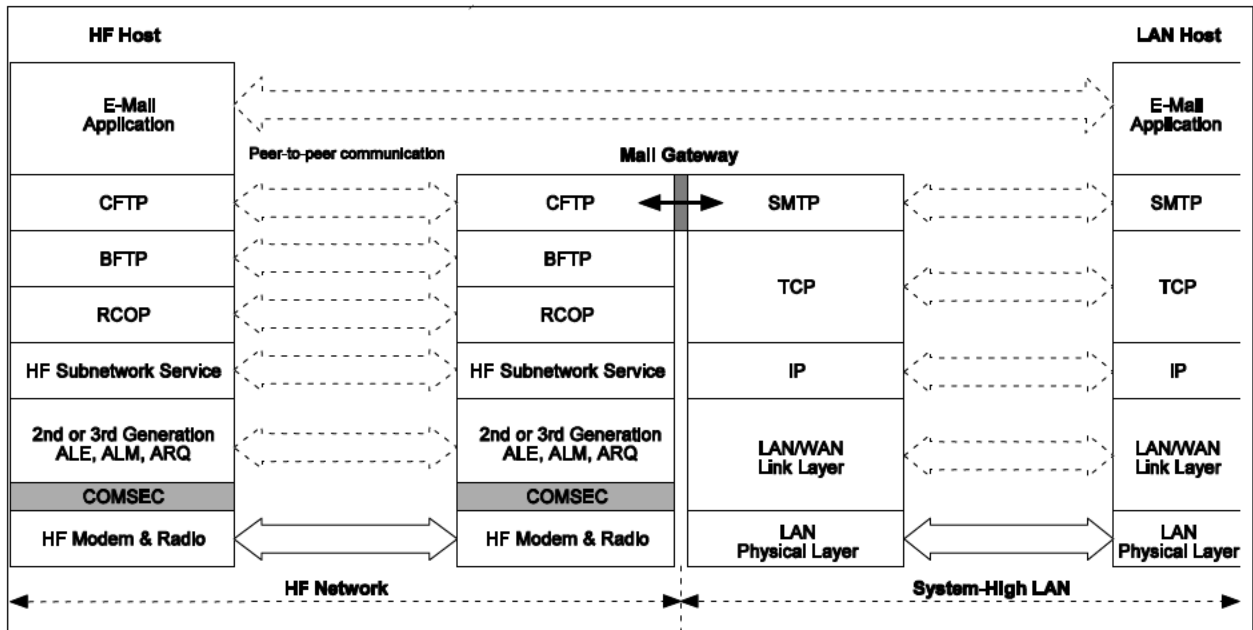 HF Host
LAN Host
E-Mail
Application
E-Mail
Application
Peer-to-peer communication
Mail Gateway
CFTP
CFTP
SMTP
SMTP
BFTP
BFTP
TCP
TCP
RCOP
RCOP
HF Subnetwork Service
HF Subnetwork Service
IP
IP
2nd or 3rd Generation
ALE, ALM, ARQ
2nd or 3rd Generation
ALE, ALM, ARQ
LAN/WAN
Link Layer
LAN/WAN
Link Layer
COMSEC
COMSEC
HF Modem & Radio
HF Modem & Radio
LAN
Physical Layer
LAN
Physical Layer
HF Network
System-High LAN